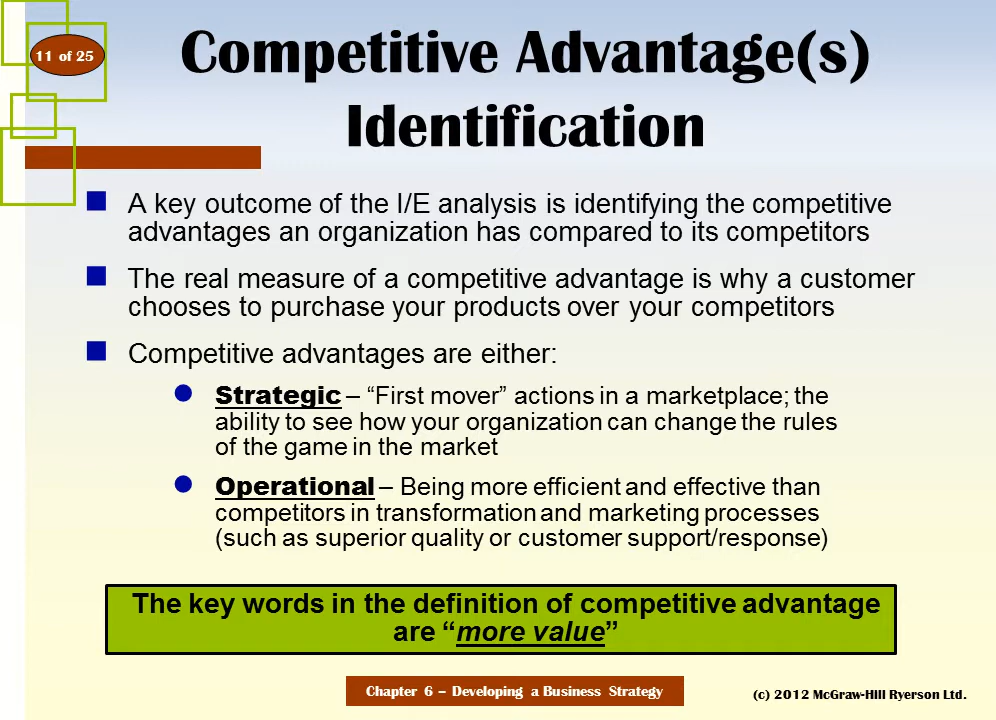 11 of 25
Competitive Advantage(s)
Identification
A key outcome of the I/E analysis is identifying the competitive
advantages an organization has compared to its competitors
The real measure of a competitive advantage is why a customer
chooses to purchase your products over your competitors
Competitive advantages are either:
Strategic – “First mover” actions in a marketplace; the
ability to see how your organization can change the rules
of the game in the market
Operational – Being more efficient and effective than
competitors in transformation and marketing processes
(such as superior quality or customer support/response)
The key words in the definition of competitive advantage
are “more value”
Chapter 6 – Developing a Business Strategy
(c) 2012 McGraw-Hill Ryerson Ltd.